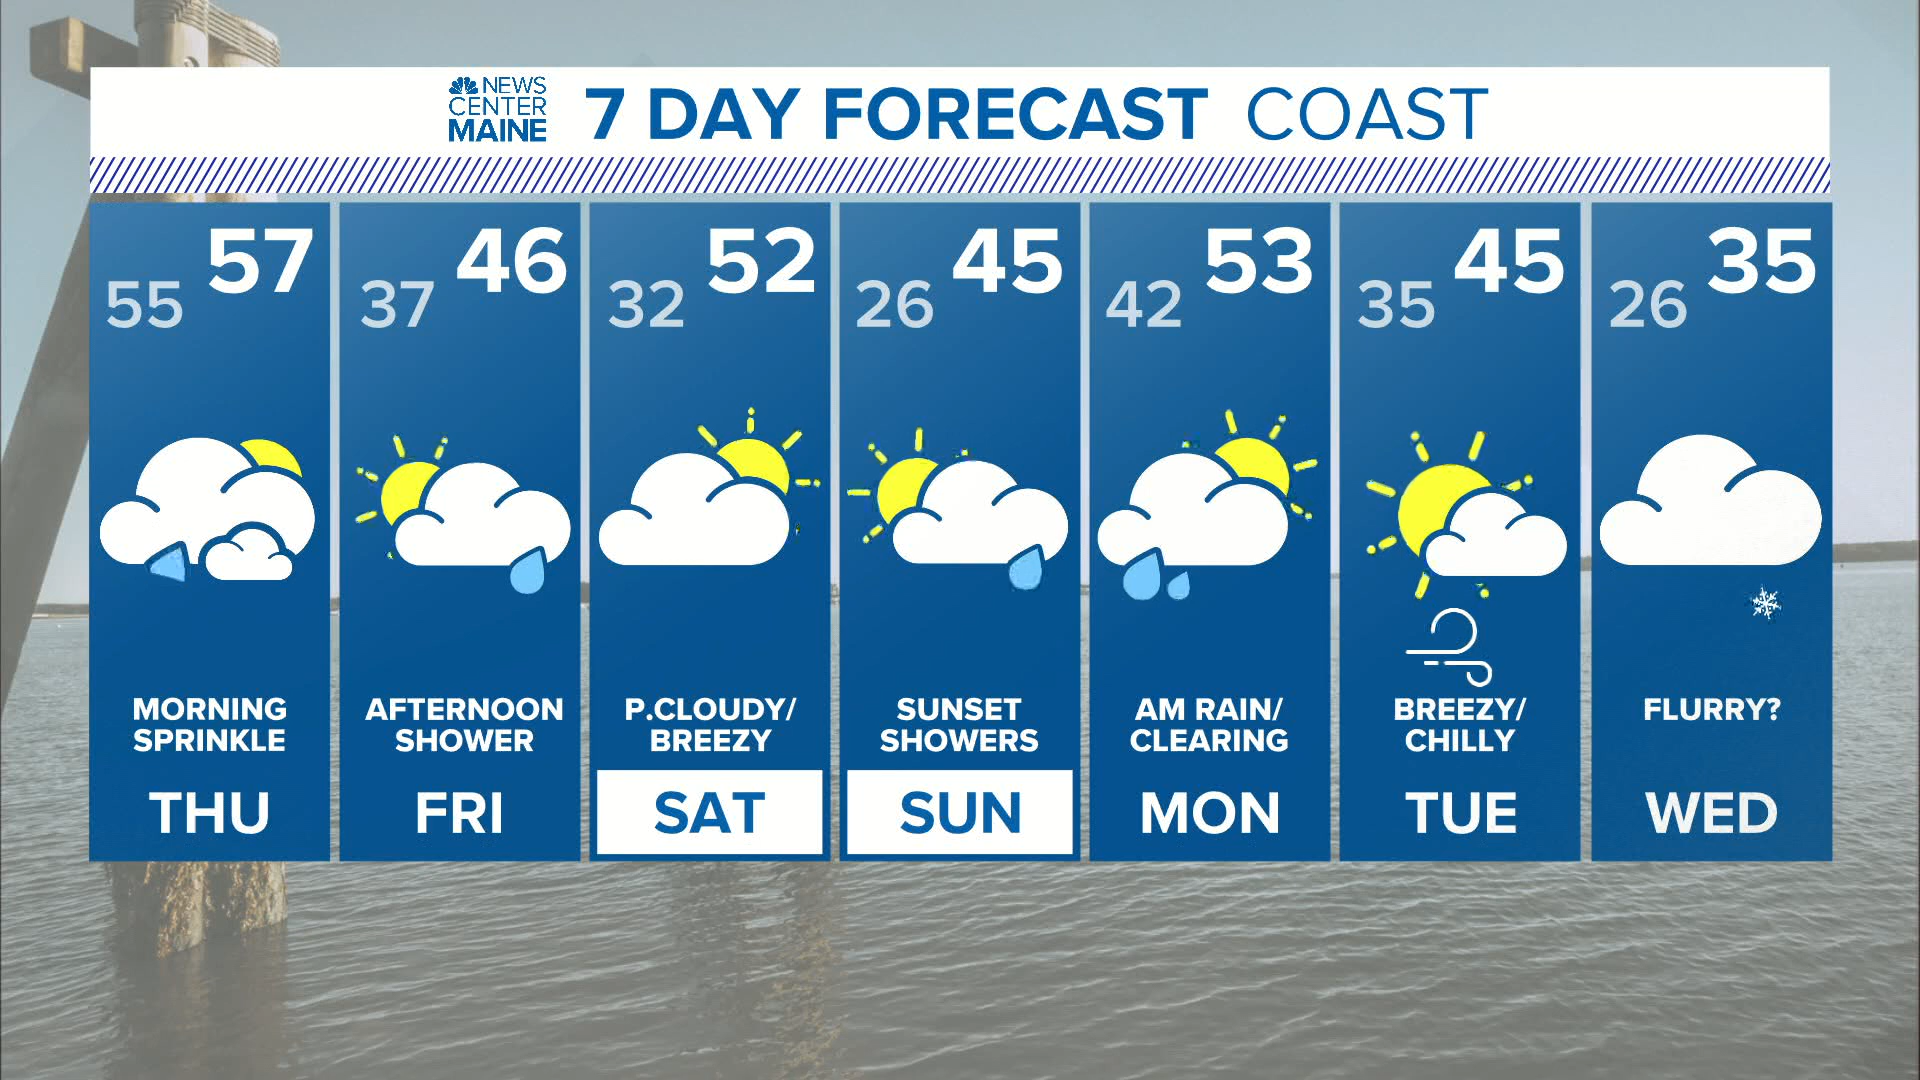 NEWS
CENTER
MAINE
7 DAY FORECAST COAST
55 57
37 46
32 52
26 45
42 53
35 45
26 35
MORNING
SPRINKLE
AFTERNOON
SHOWER
P.CLOUDY/
BREEZY
SUNSET
SHOWERS
AM RAIN/
CLEARING
BREEZY/
CHILLY
FLURRY?
THU
FRI
SAT
SUN
MON
TUE
WED